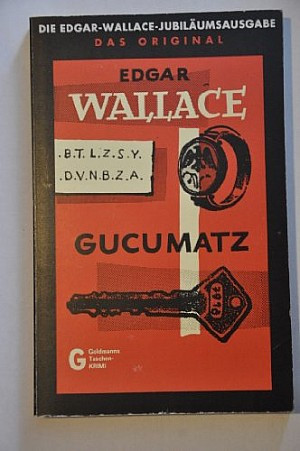 DIE EDGAR-WALLACE-JUBILÄUMSAUSGABE
DAS ORIGINAL
EDGAR
WALLACE
.B.T.L.Z.S.Y.
.D.V.N.B.Z.A.
GUCUMATZ
G
Goldmanns
Taschen-
KRIMI